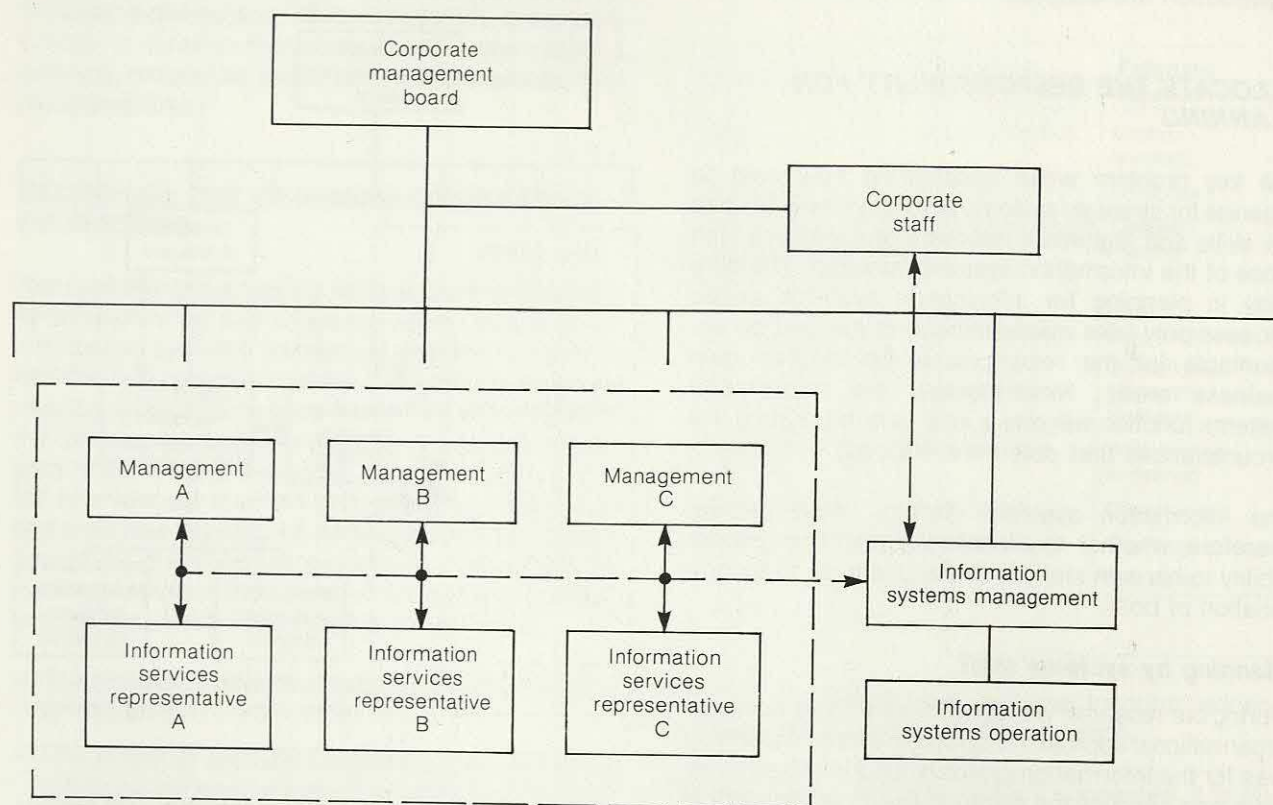 Corporate
management
board
Corporate
staff
Management
A
Management
B
Management
C
Information
systems management
Information
services
representative
A
Information
services
representative
B
Information
services
representative
C
Information
systems operation